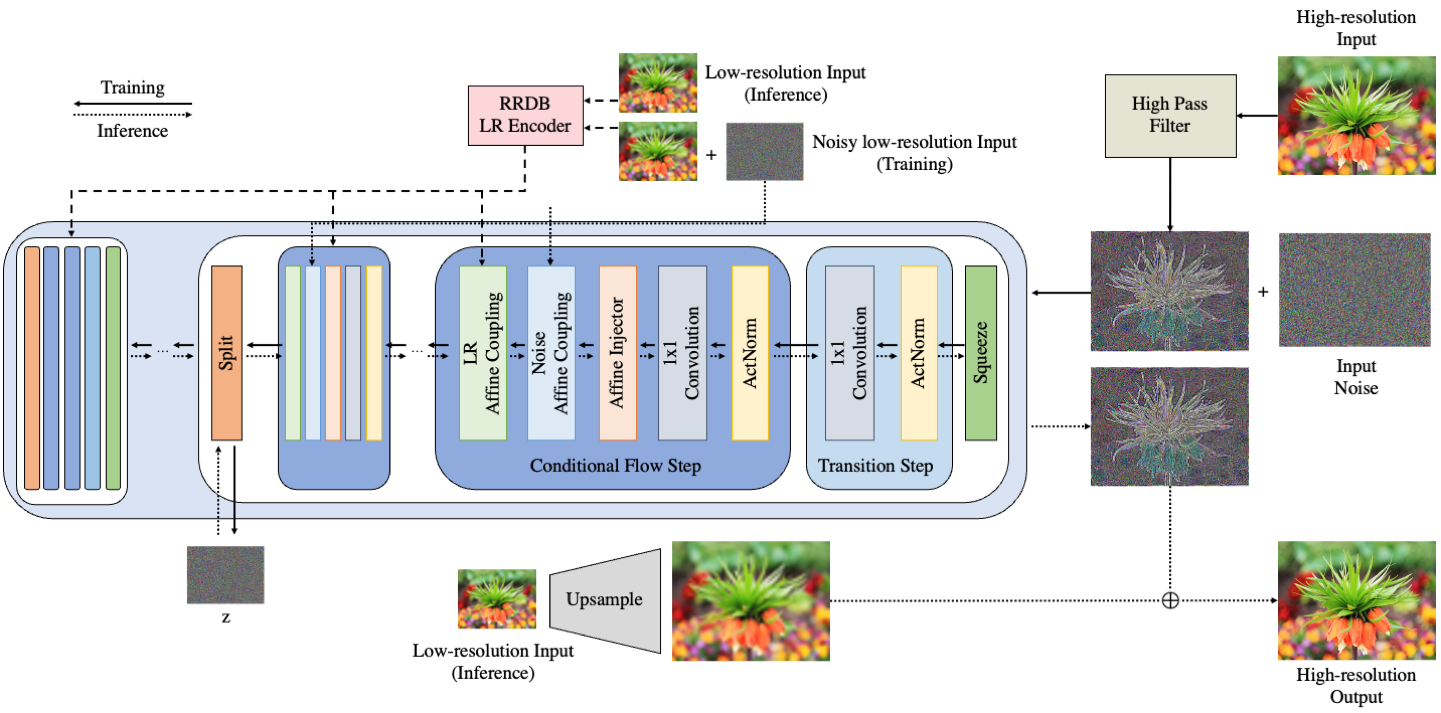 High-resolution
Input
Training
Inference
RRDB
LR Encoder
Low-resolution Input
(Inference)
+
Noisy low-resolution Input
(Training)
High Pass
Filter
...
Split
...
LR
Affine Coupling
Noise
Affine Coupling
Affine Injector
1x1
Convolution
ActNorm
Conditional Flow Step
1x1
Convolution
ActNorm
Transition Step
Squeeze
+
Input
Noise
z
Low-resolution Input
(Inference)
Upsample
High-resolution
Output